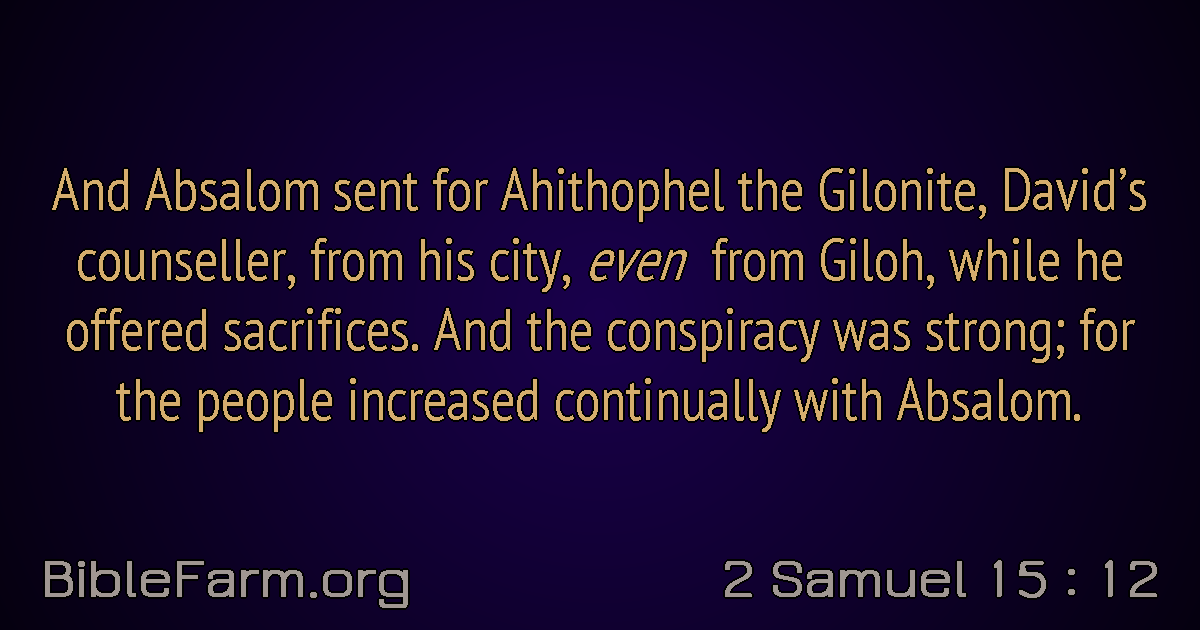 And Absalom sent for Ahithophel the Gilonite, David’s
counseller, from his city, even from Giloh, while he
offered sacrifices. And the conspiracy was strong; for
the people increased continually with Absalom.
BibleFarm.org
2 Samuel 15 : 12